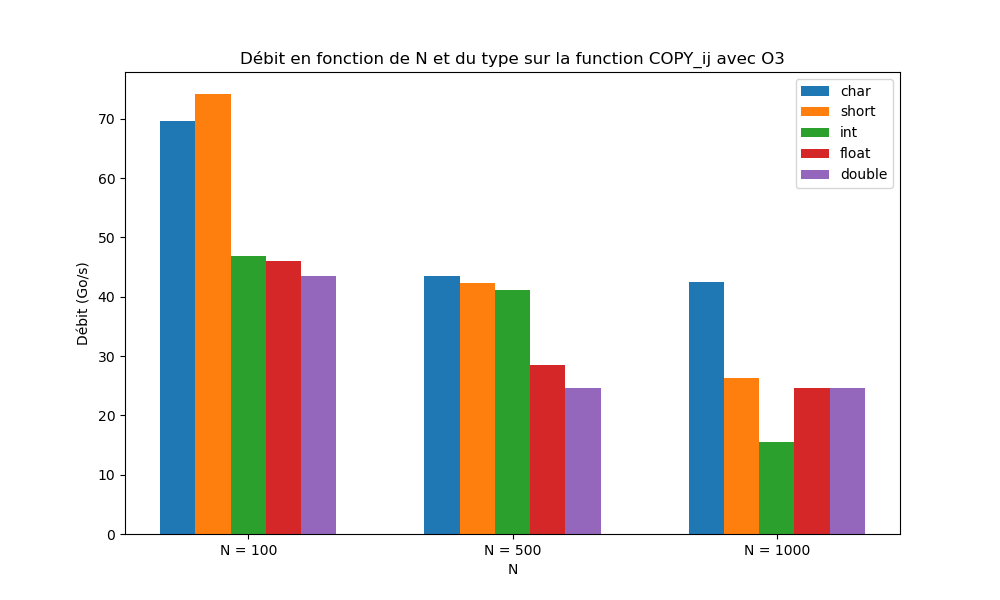 Débit en fonction de N et du type sur la function COPY_ij avec O3
char
short
int
float
double
Débit (Go/s)
70
60
50
40
30
20
10
0
N = 100
N = 500
N = 1000
N